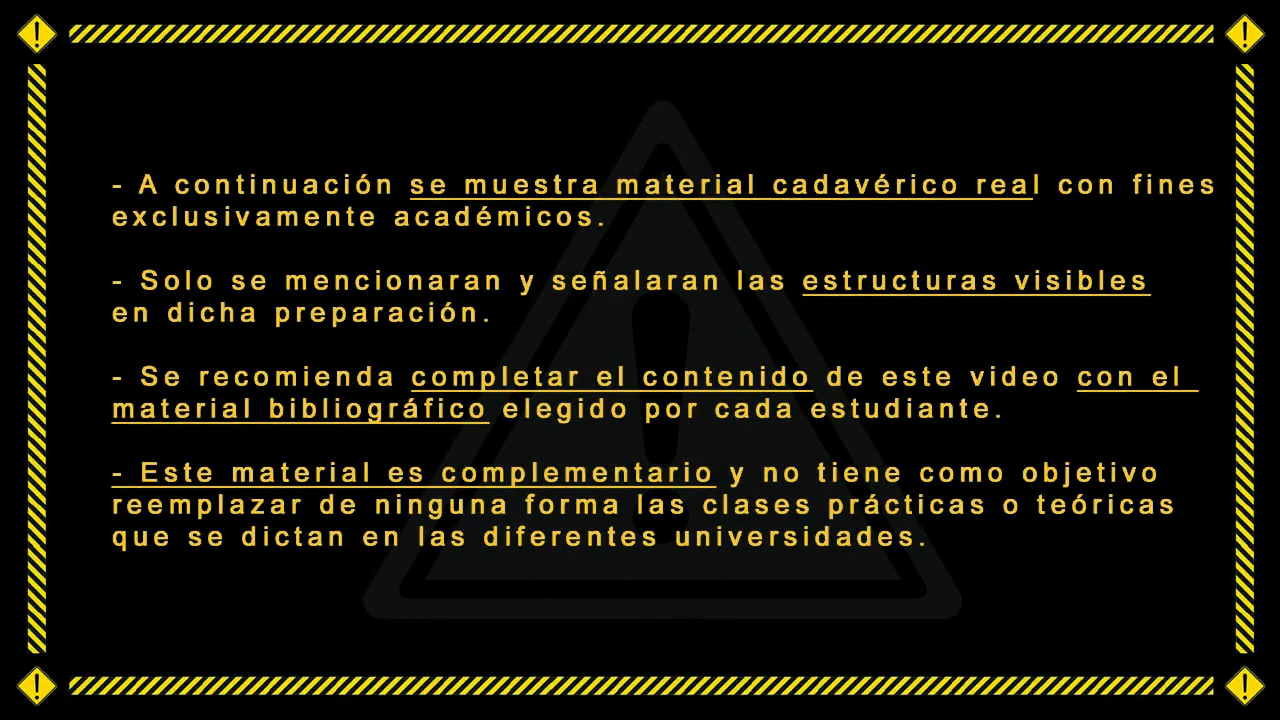 - A continuación se muestra material cadavérico real con fines
exclusivamente académicos.
- Solo se mencionaran y señalaran las estructuras visibles
en dicha preparación.
- Se recomienda completar el contenido de este video con el
material bibliográfico elegido por cada estudiante.
- Este material es complementario y no tiene como objetivo
reemplazar de ninguna forma las clases prácticas o teóricas
que se dictan en las diferentes universidades.